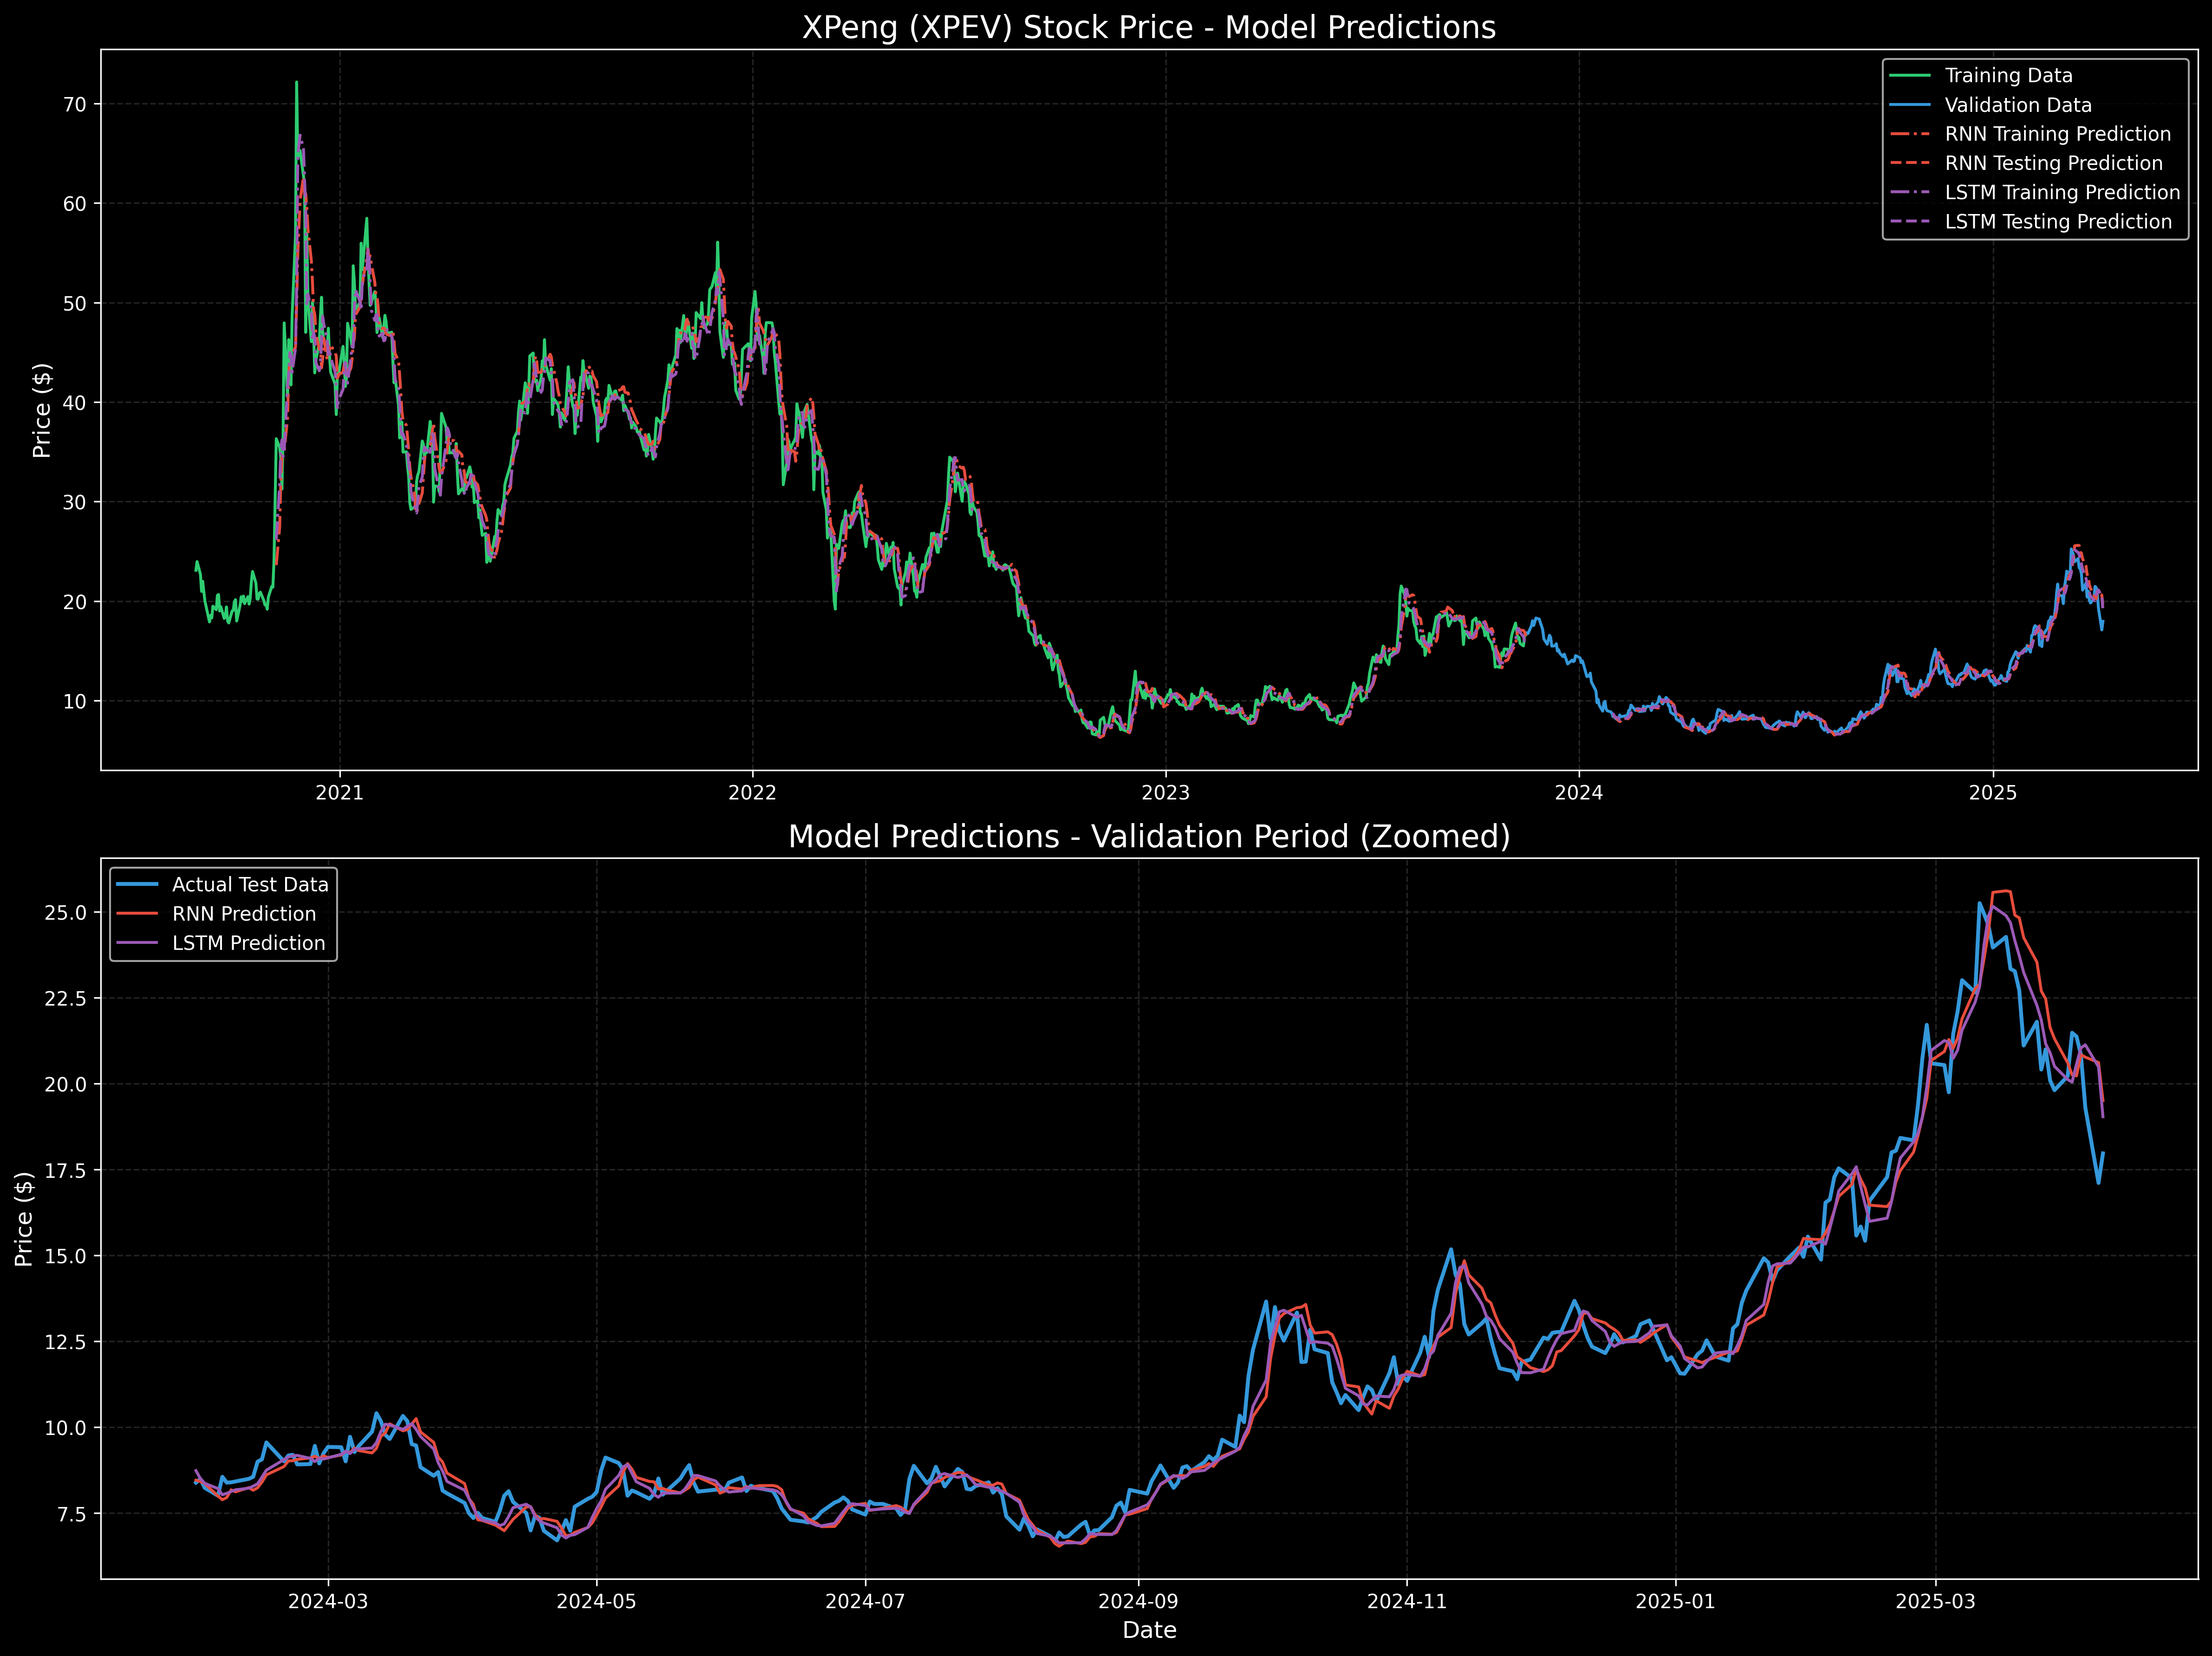 XPeng (XPEV) Stock Price - Model Predictions
Price ($)
70
60
50
40
30
20
10
2021
2022
2023
2024
2025
Training Data
Validation Data
RNN Training Prediction
RNN Testing Prediction
LSTM Training Prediction
LSTM Testing Prediction
Model Predictions - Validation Period (Zoomed)
Actual Test Data
RNN Prediction
LSTM Prediction
Price ($)
25.0
22.5
20.0
17.5
15.0
12.5
10.0
7.5
2024-03
2024-05
2024-07
2024-09
2024-11
2025-01
2025-03
Date